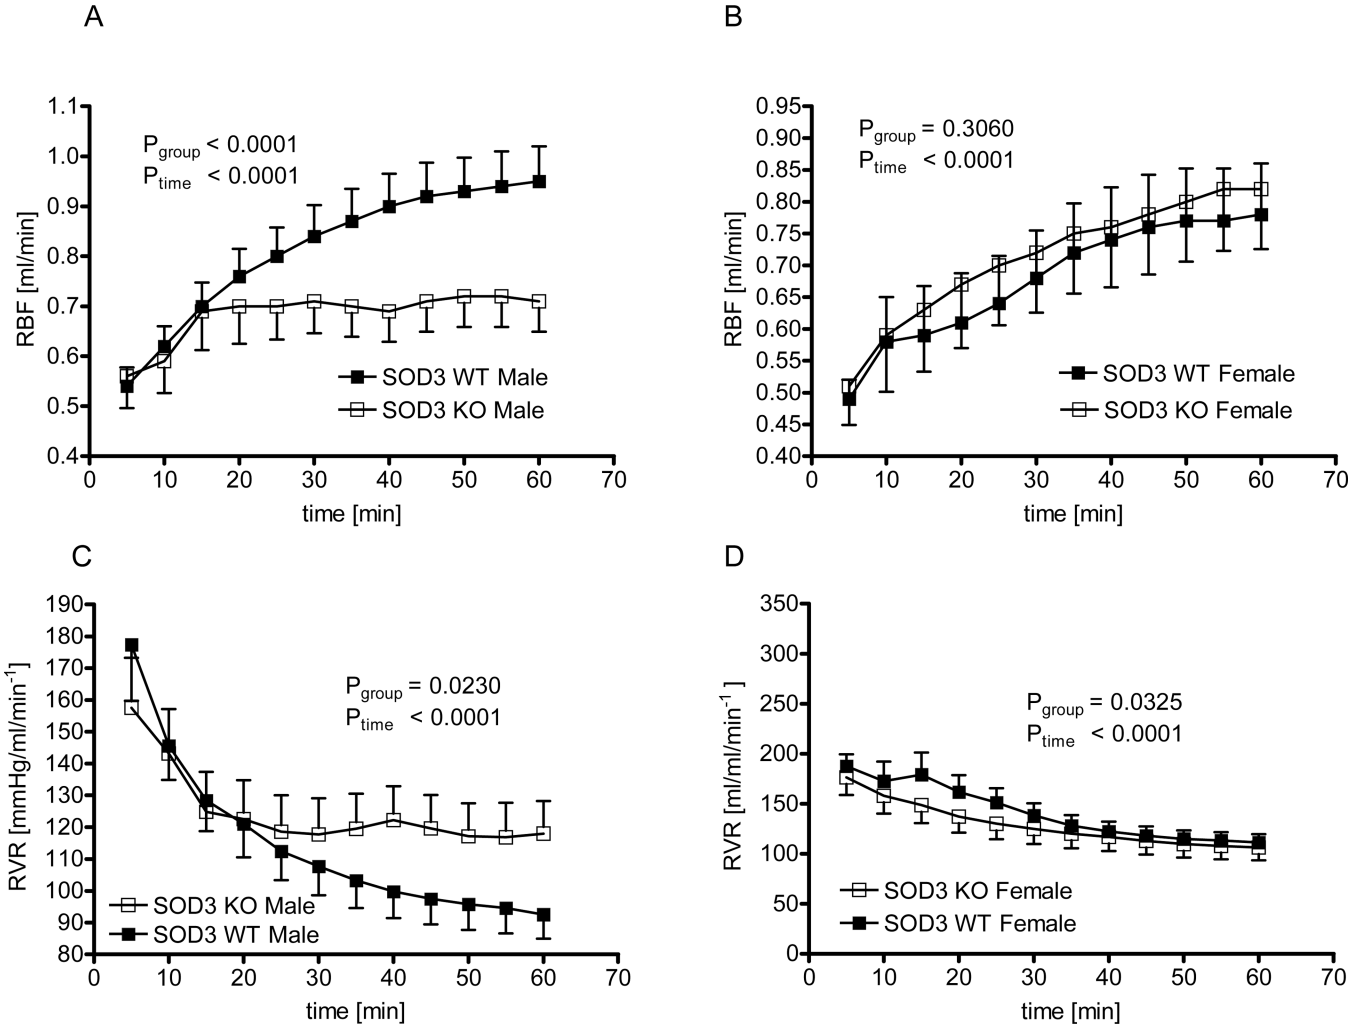 A
1.1
1.0
0.9
0.8
0.7
0.6
0.5
0.4
RBF [ml/min]
P_group < 0.0001
P_time < 0.0001
SOD3 WT Male
SOD3 KO Male
0 10 20 30 40 50 60 70
time [min]
B
0.95
0.90
0.85
0.80
0.75
0.70
0.65
0.60
0.55
0.50
0.45
0.40
RBF [ml/min]
P_group = 0.3060
P_time < 0.0001
SOD3 WT Female
SOD3 KO Female
0 10 20 30 40 50 60 70
time [min]
C
190
180
170
160
150
140
130
120
110
100
90
80
RVR [mmHg/ml/min⁻¹]
P_group = 0.0230
P_time < 0.0001
SOD3 KO Male
SOD3 WT Male
0 10 20 30 40 50 60 70
time [min]
D
350
300
250
200
150
100
50
0
RVR [ml/ml/min⁻¹ ]
P_group = 0.0325
P_time < 0.0001
SOD3 KO Female
SOD3 WT Female
0 10 20 30 40 50 60 70
time [min]